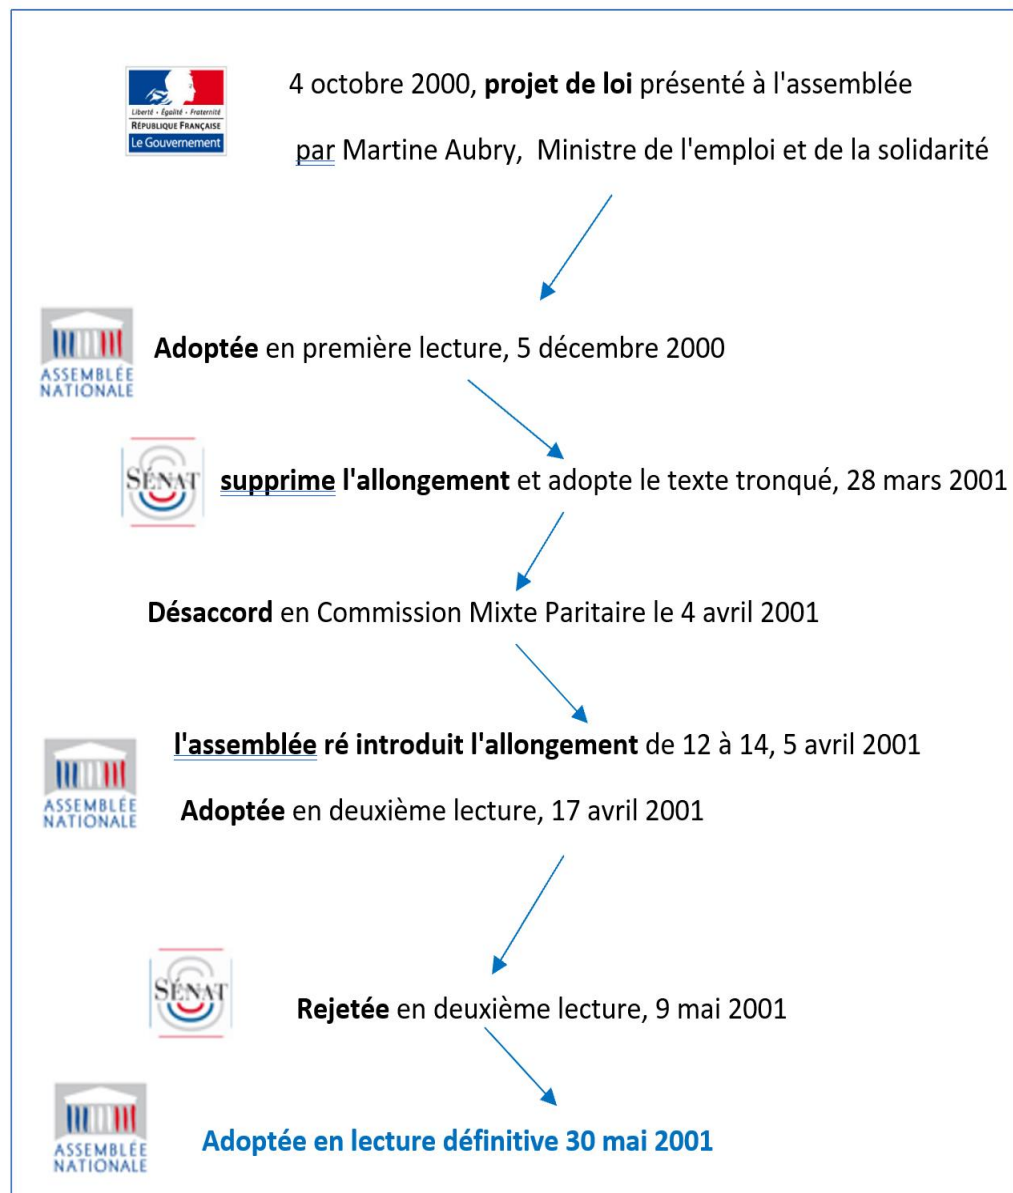 4 octobre 2000, projet de loi présenté à l'assemblée
Liberté • Égalité • Fraternité
RÉPUBLIQUE FRANÇAISE
Le Gouvernement
par Martine Aubry, Ministre de l'emploi et de la solidarité
ASSEMBLÉE
NATIONALE
Adoptée en première lecture, 5 décembre 2000
SÉNAT
supprime l'allongement et adopte le texte tronqué, 28 mars 2001
Désaccord en Commission Mixte Paritaire le 4 avril 2001
l'assemblée ré introduit l'allongement de 12 à 14, 5 avril 2001
ASSEMBLÉE
NATIONALE
Adoptée en deuxième lecture, 17 avril 2001
SÉNAT
Rejetée en deuxième lecture, 9 mai 2001
ASSEMBLÉE
NATIONALE
Adoptée en lecture définitive 30 mai 2001